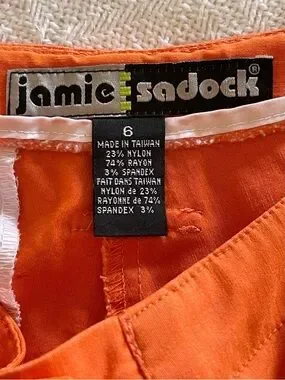 jamie sadock®
6
MADE IN TAIWAN
23% NYLON
74% RAYON
3% SPANDEX
FAIT DANS TAIWAN
NYLON de 23%
RAYONNE de 74%
SPANDEX 3%